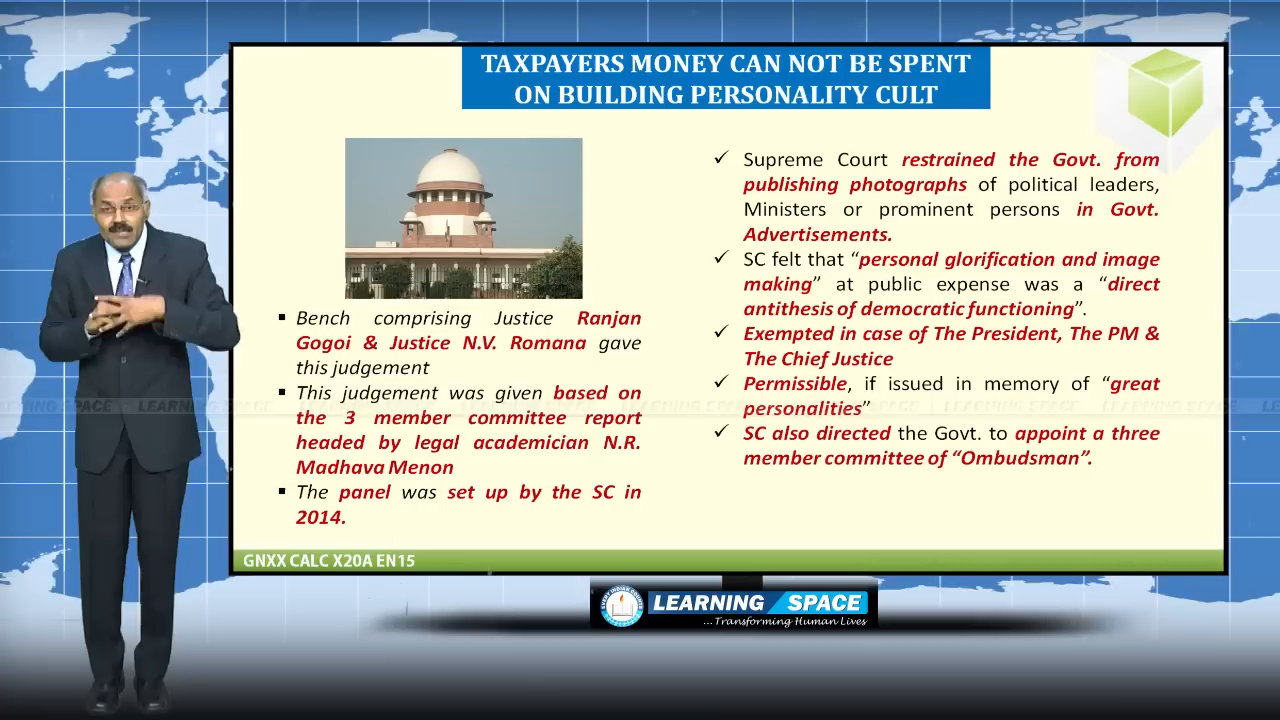 TAXPAYERS MONEY CAN NOT BE SPENT
ON BUILDING PERSONALITY CULT
Bench comprising Justice Ranjan
Gogoi & Justice N.V. Romana gave
this judgement
This judgement was given based on
the 3 member committee report
headed by legal academician N.R.
Madhava Menon
The panel was set up by the SC in
2014.
Supreme Court restrained the Govt. from
publishing photographs of political leaders,
Ministers or prominent persons in Govt.
Advertisements.
SC felt that “personal glorification and image
making” at public expense was a “direct
antithesis of democratic functioning”.
Exempted in case of The President, The PM &
The Chief Justice
Permissible, if issued in memory of “great
personalities”
SC also directed the Govt. to appoint a three
member committee of “Ombudsman”.
GNXX CALC X20A EN15
LEARNING SPACE
...Transforming Human Lives